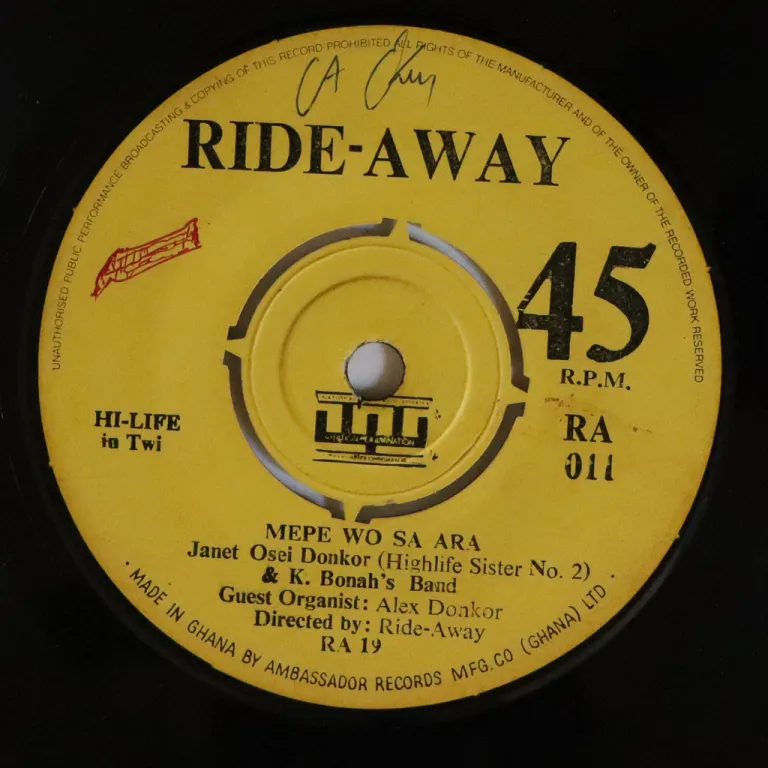 UNAUTHORISED PUBLIC PERFORMANCE BROADCASTING & COPYING OF THIS RECORD PROHIBITED ALL RIGHTS OF THE MANUFACTURER AND OF THE OWNER OF THE RECORDED WORK RESERVED
RIDE-AWAY
45
R.P.M.
HI-LIFE
in Twi
RA
011
MEPE WO SA ARA
Janet Osei Donkor (Highlife Sister No. 2)
& K. Bonah's Band
Guest Organist: Alex Donkor
Directed by: Ride-Away
RA 19
· MADE IN GHANA BY AMBASSADOR RECORDS MFG.CO (GHANA) LTD ·